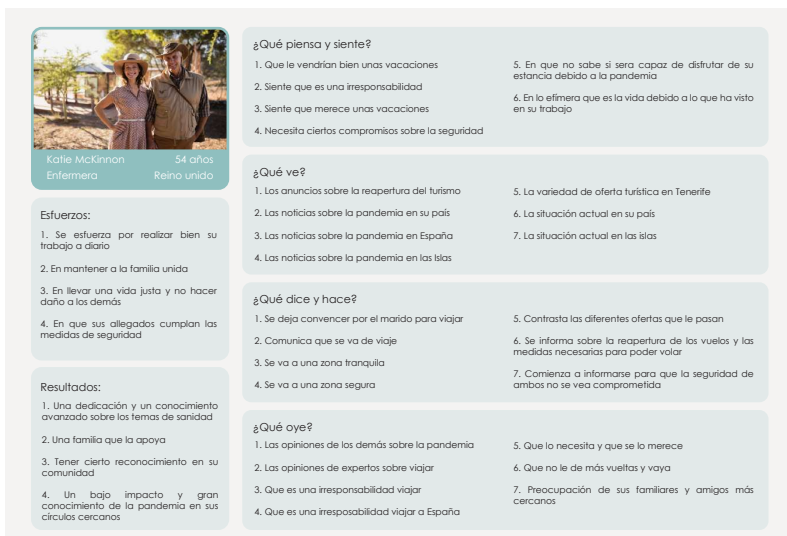 Katie McKinnon 54 años
Enfermera Reino unido
Esfuerzos:
1. Se esfuerza por realizar bien su
trabajo a diario
2. En mantener a la familia unida
3. En llevar una vida justa y no hacer
daño a los demás
4. En que sus allegados cumplan las
medidas de seguridad
Resultados:
1. Una dedicación y un conocimiento
avanzado sobre los temas de sanidad
2. Una familia que la apoya
3. Tener cierto reconocimiento en su
comunidad
4. Un bajo impacto y gran
conocimiento de la pandemia en sus
círculos cercanos
¿Qué piensa y siente?
1. Que le vendrían bien unas vacaciones
2. Siente que es una irresponsabilidad
3. Siente que merece unas vacaciones
4. Necesita ciertos compromisos sobre la seguridad
5. En que no sabe si sera capaz de disfrutar de su
estancia debido a la pandemia
6. En lo efímera que es la vida debido a lo que ha visto
en su trabajo
¿Qué ve?
1. Los anuncios sobre la reapertura del turismo
2. Las noticias sobre la pandemia en su país
3. Las noticias sobre la pandemia en España
4. Las noticias sobre la pandemia en las Islas
5. La variedad de oferta turística en Tenerife
6. La situación actual en su país
7. La situación actual en las islas
¿Qué dice y hace?
1. Se deja convencer por el marido para viajar
2. Comunica que se va de viaje
3. Se va a una zona tranquila
4. Se va a una zona segura
5. Contrasta las diferentes ofertas que le pasan
6. Se informa sobre la reapertura de los vuelos y las
medidas necesarias para poder volar
7. Comienza a informarse para que la seguridad de
ambos no se vea comprometida
¿Qué oye?
1. Las opiniones de los demás sobre la pandemia
2. Las opiniones de expertos sobre viajar
3. Que es una irresponsabilidad viajar
4. Que es una irresposabilidad viajar a España
5. Que lo necesita y que se lo merece
6. Que no le de más vueltas y vaya
7. Preocupación de sus familiares y amigos más
cercanos